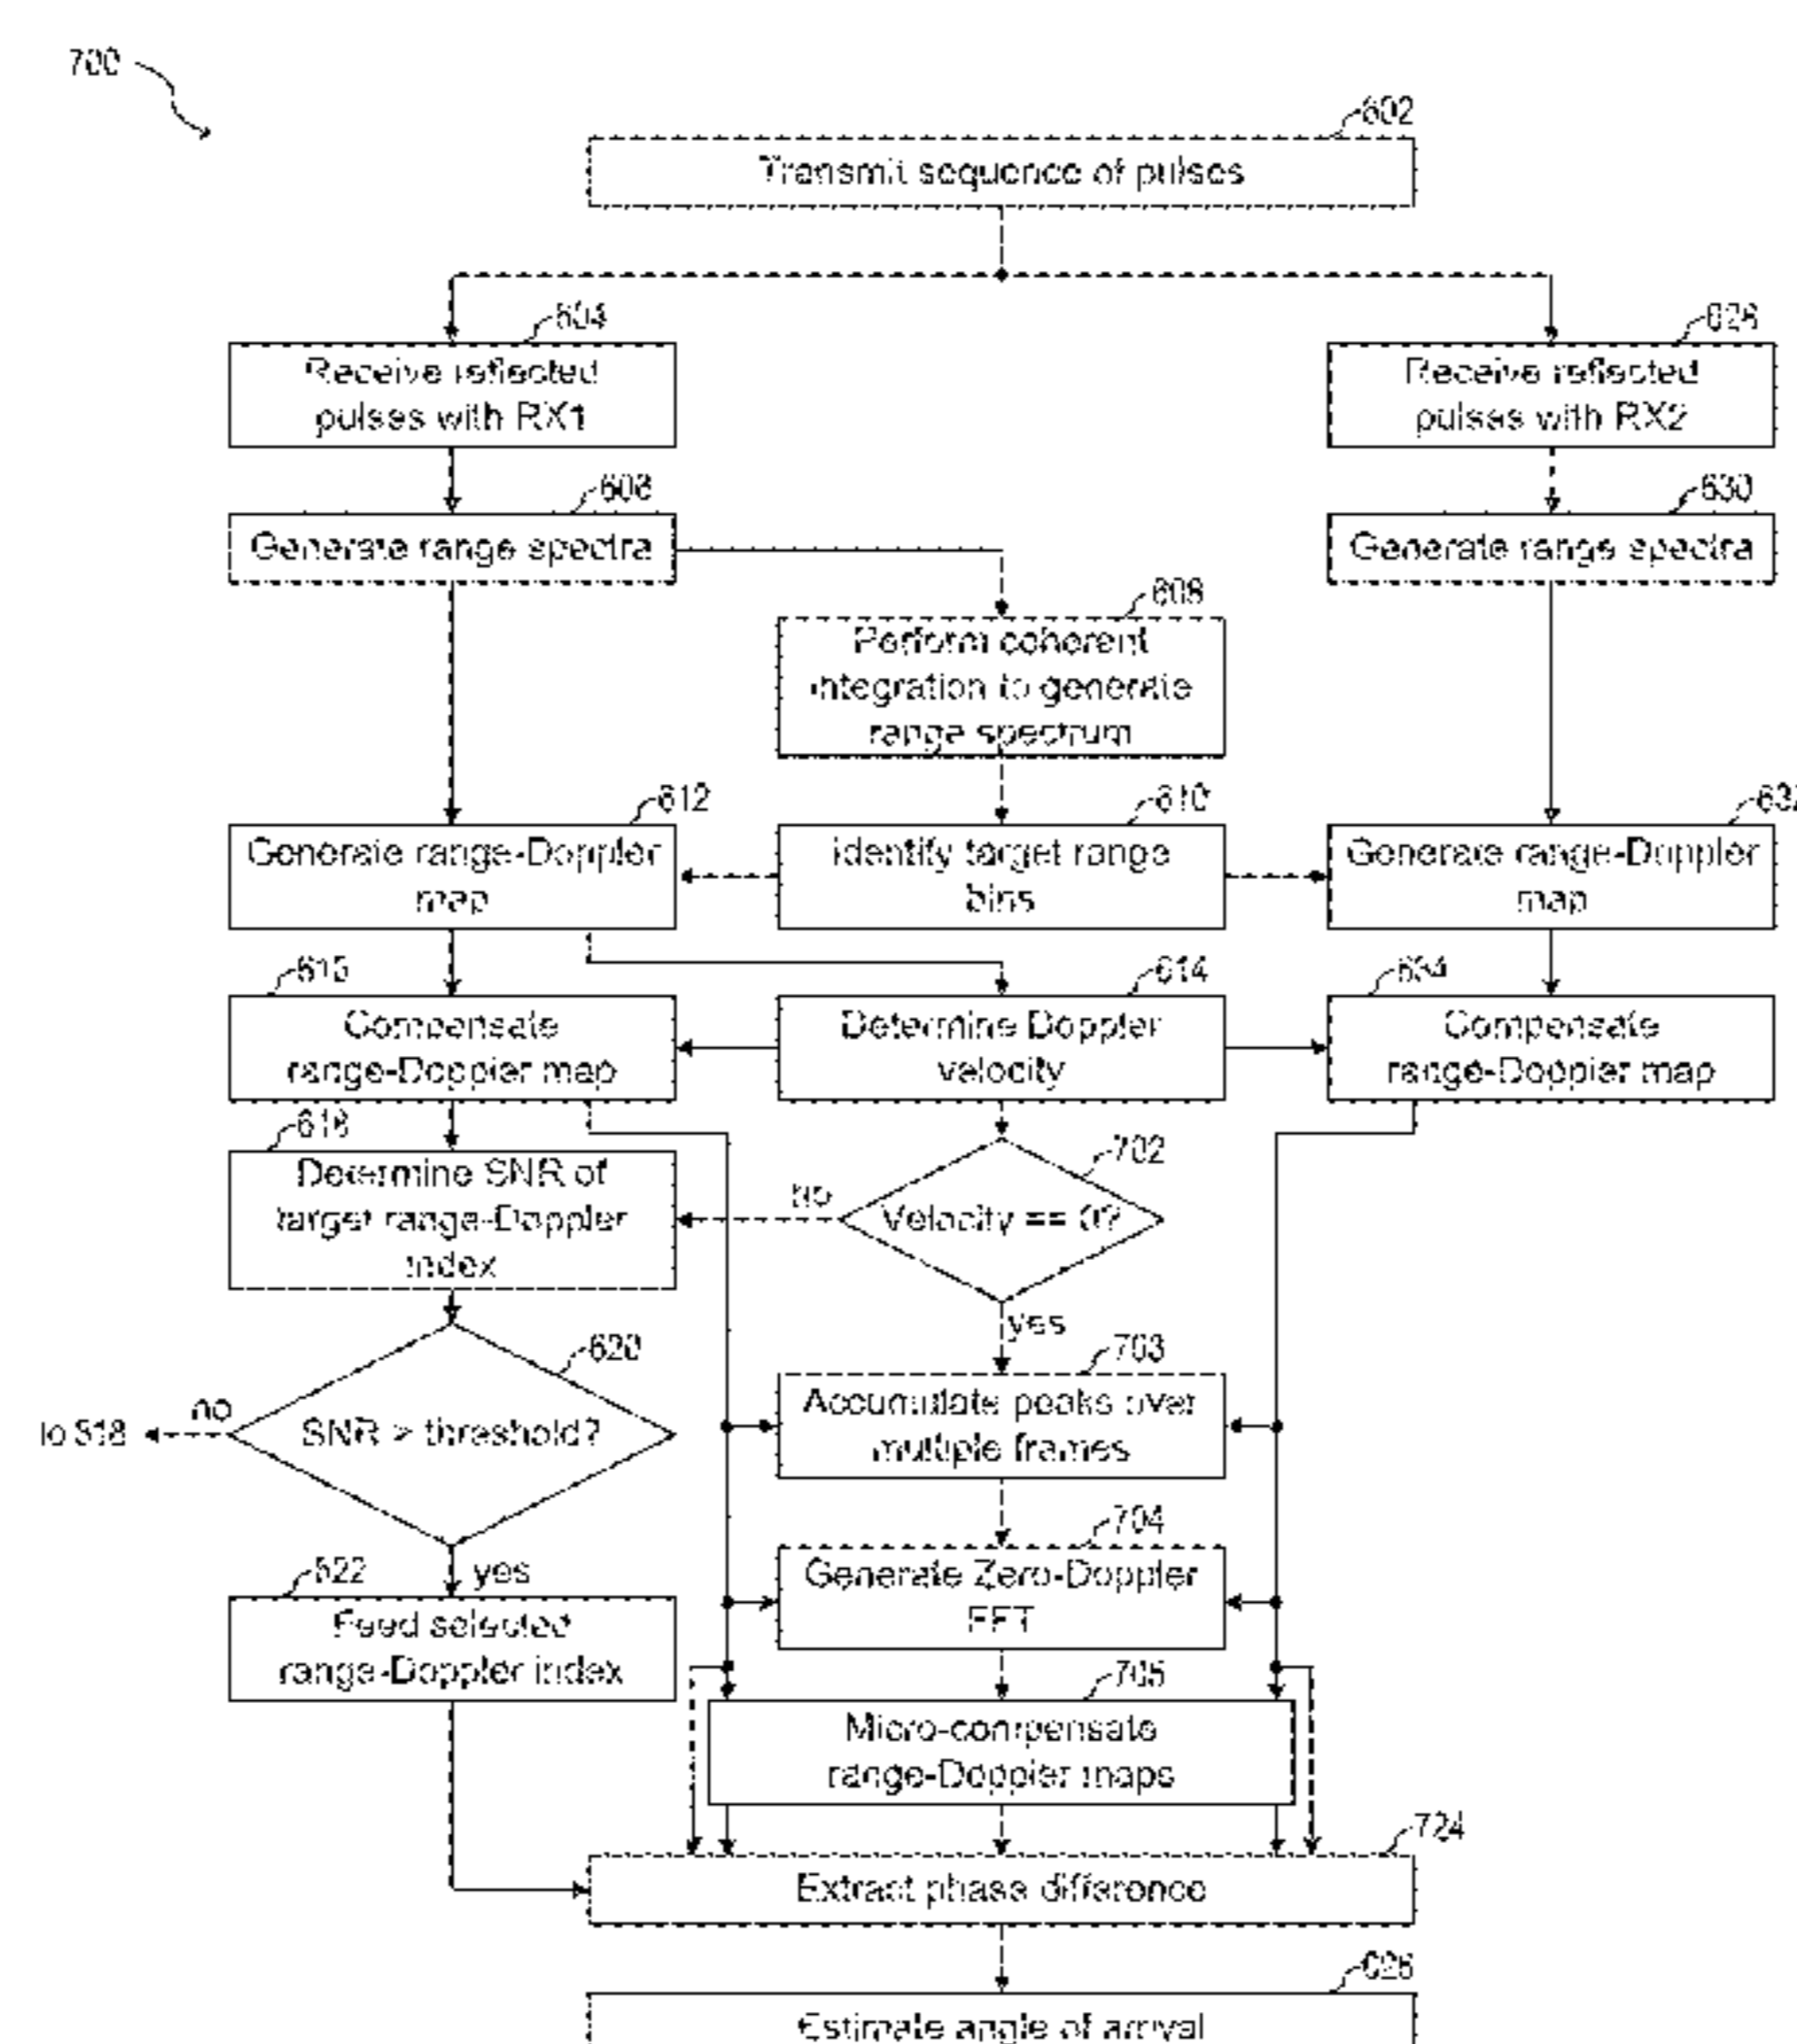 700
602
Transmit sequence of pulses
604
Receive reflected
pulses with RX1
628
Receive reflected
pulses with RX2
606
Generate range spectra
630
Generate range spectra
608
Perform coherent
integration to generate
range spectrum
612
Generate range-Doppler
map
610
Identify target range
bins
632
Generate range-Doppler
map
Compensate
range-Doppler map
614
Determine Doppler
velocity
634
Compensate
range-Doppler map
618
Determine SNR of
target range-Doppler
index
702
Velocity == 0?
no
yes
620
SNR > threshold?
no
to 618
yes
703
Accumulate peaks over
multiple frames
704
Generate Zero-Doppler
FFT
622
Feed selected
range-Doppler index
Micro-compensate
range-Doppler maps
724
Extract phase difference
626
Estimate angle of arrival